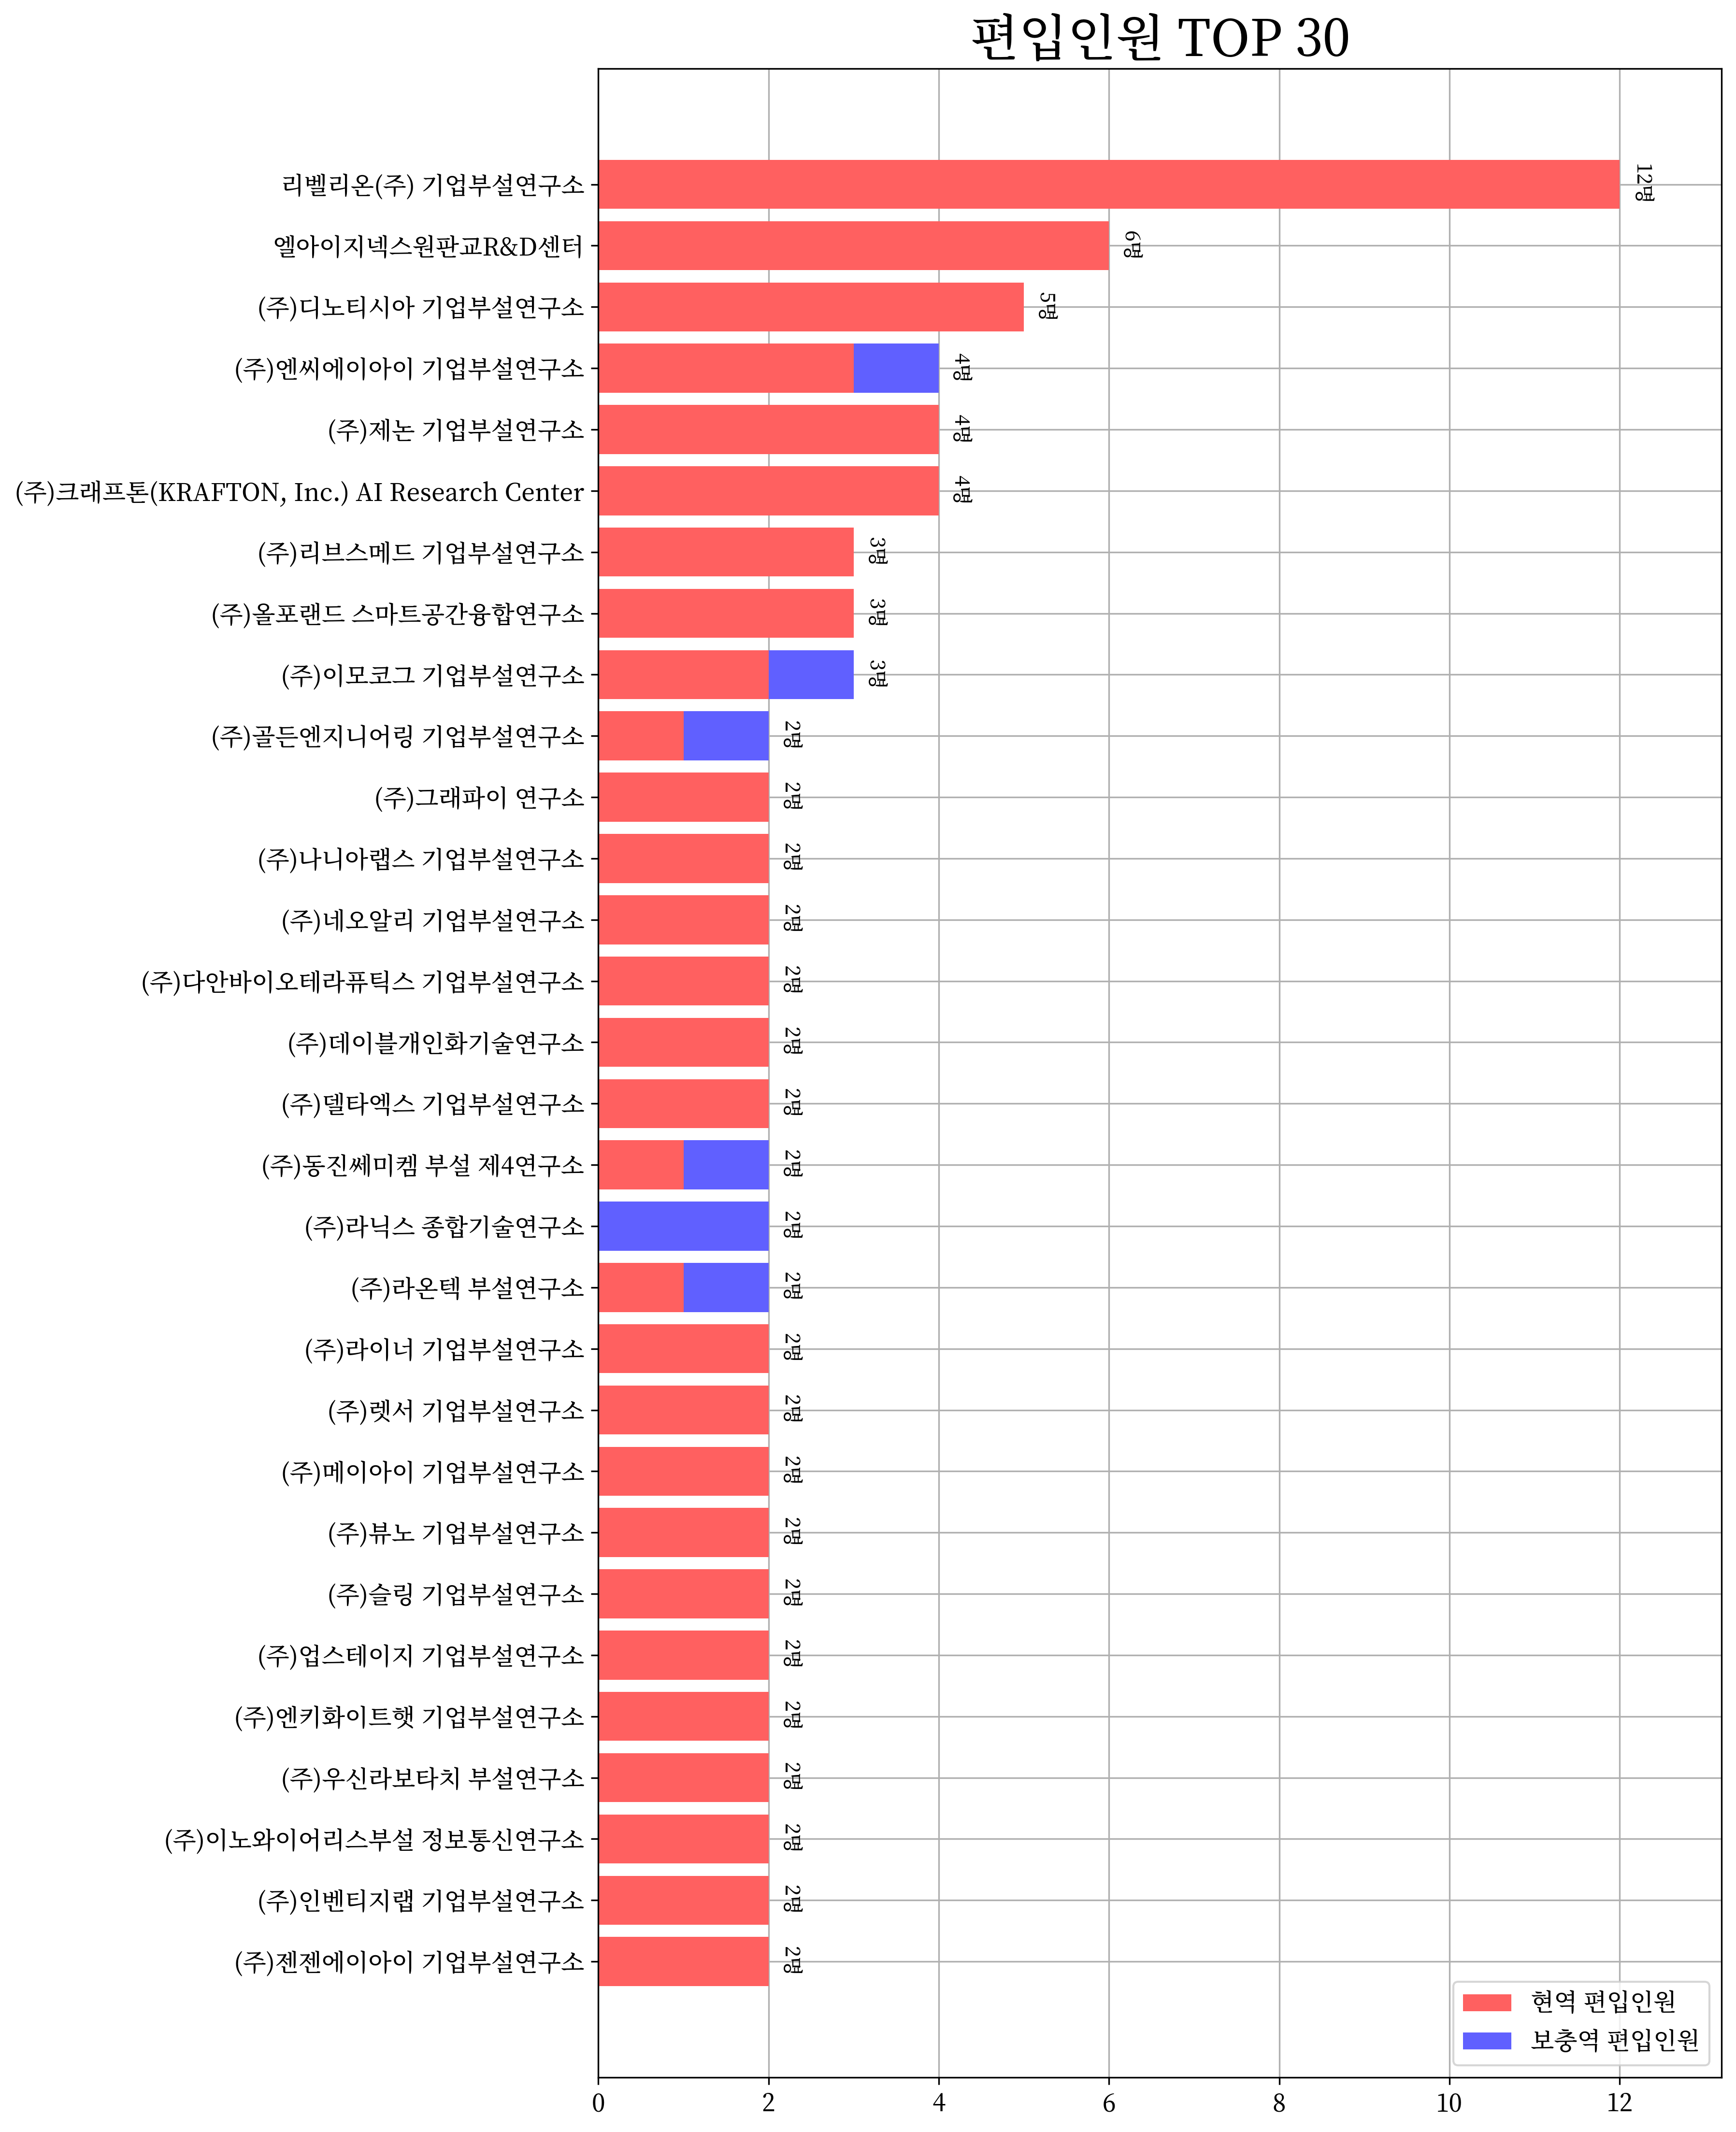 편입인원 TOP 30
리벨리온(주) 기업부설연구소
12명
엘아이지넥스원판교R&D센터
6명
(주)디노티시아 기업부설연구소
5명
(주)엔씨에이아이 기업부설연구소
4명
(주)제논 기업부설연구소
4명
(주)크래프톤(KRAFTON, Inc.) AI Research Center
4명
(주)리브스메드 기업부설연구소
3명
(주)올포랜드 스마트공간융합연구소
3명
(주)이모코그 기업부설연구소
3명
(주)골든엔지니어링 기업부설연구소
2명
(주)그래파이 연구소
2명
(주)나니아랩스 기업부설연구소
2명
(주)네오알리 기업부설연구소
2명
(주)다안바이오테라퓨틱스 기업부설연구소
2명
(주)데이블개인화기술연구소
2명
(주)델타엑스 기업부설연구소
2명
(주)동진쎄미켐 부설 제4연구소
2명
(주)라닉스 종합기술연구소
2명
(주)라온텍 부설연구소
2명
(주)라이너 기업부설연구소
2명
(주)렛서 기업부설연구소
2명
(주)메이아이 기업부설연구소
2명
(주)뷰노 기업부설연구소
2명
(주)슬링 기업부설연구소
2명
(주)업스테이지 기업부설연구소
2명
(주)엔키화이트햇 기업부설연구소
2명
(주)우신라보타치 부설연구소
2명
(주)이노와이어리스부설 정보통신연구소
2명
(주)인벤티지랩 기업부설연구소
2명
(주)젠젠에이아이 기업부설연구소
2명
현역 편입인원
보충역 편입인원
0 2 4 6 8 10 12